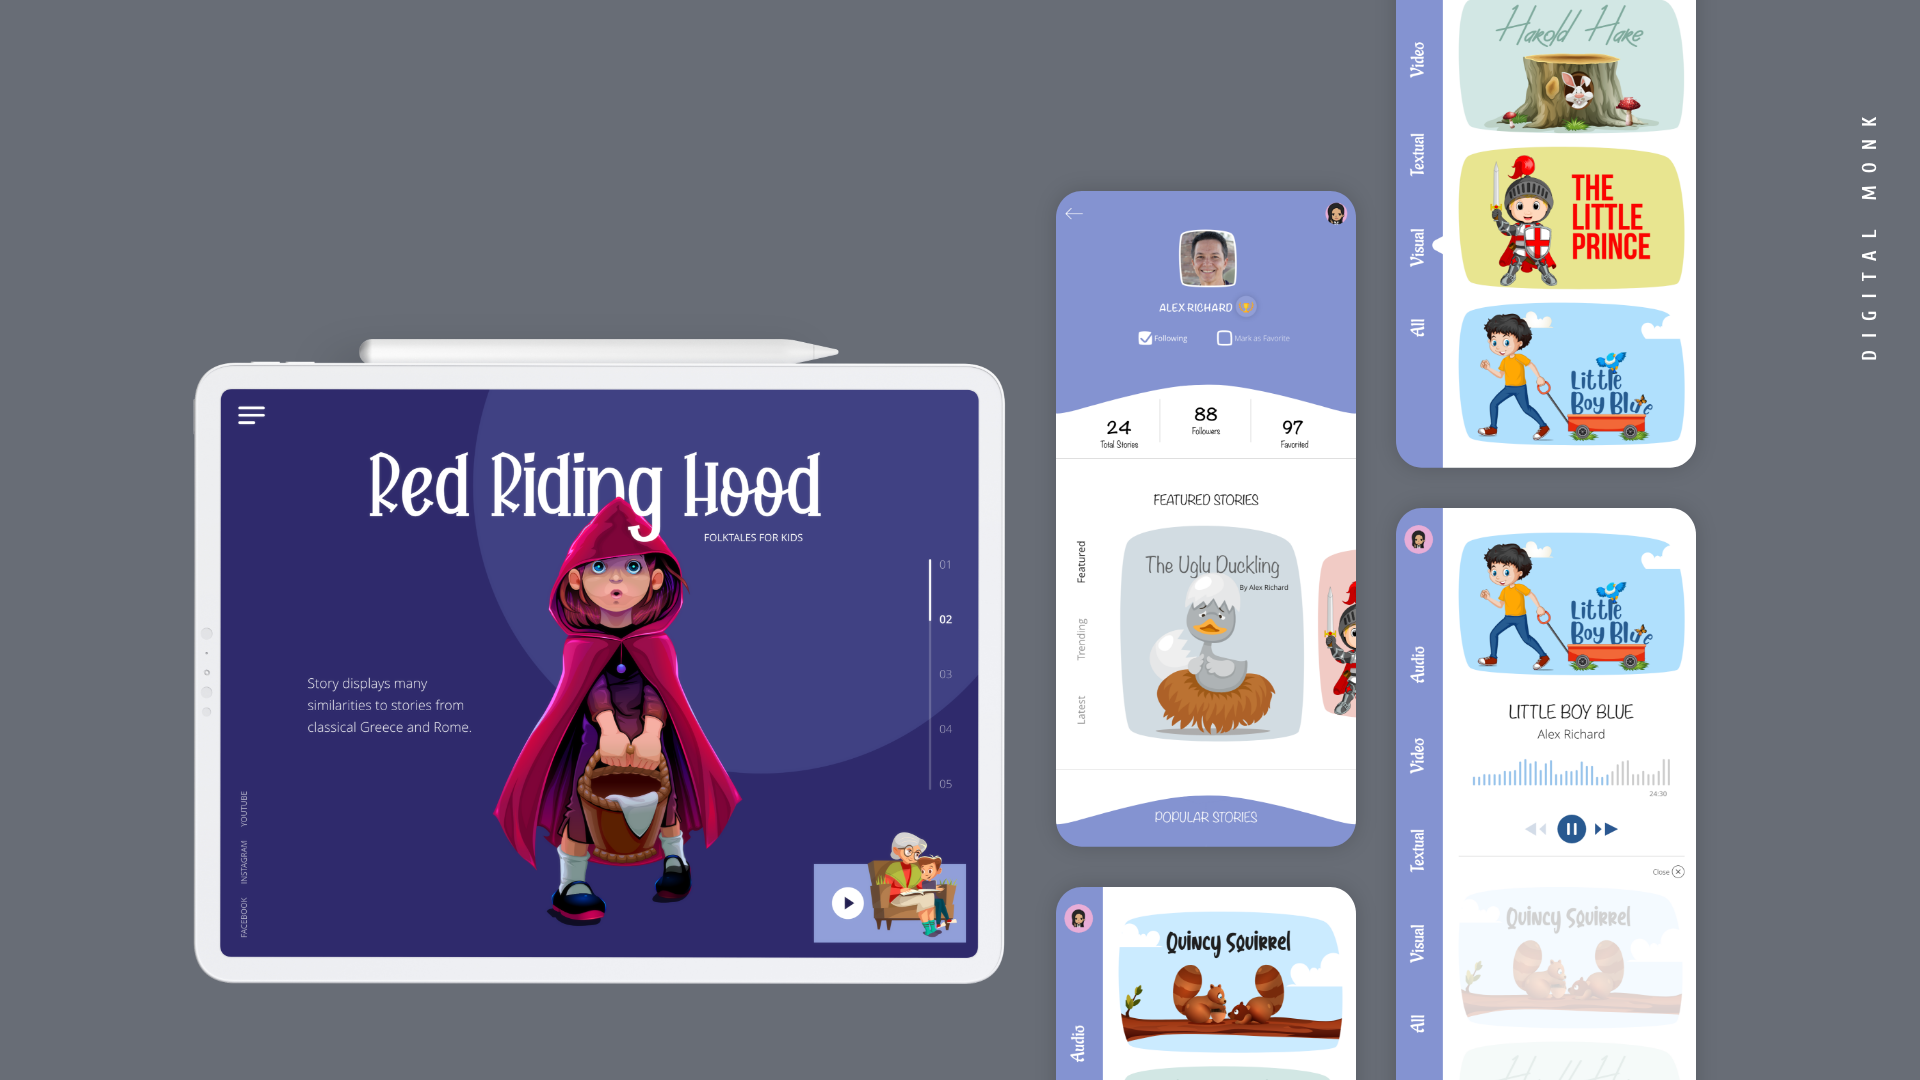 Red Riding Hood
FOLKTALES FOR KIDS
01
02
03
04
05
Story displays many
similarities to stories from
classical Greece and Rome.
YOUTUBE
INSTAGRAM
FACEBOOK
ALEX RICHARD
Following
Mark as Favorite
24
Total Stories
88
Followers
97
Favorited
FEATURED STORIES
Featured
Trending
Latest
The Ugly Duckling
By Alex Richard
POPULAR STORIES
Audio
Quincy Squirrel
Video
Textual
Visual
All
Harold Hare
THE
LITTLE
PRINCE
Little
Boy Blue
Audio
Video
Textual
Visual
All
Little
Boy Blue
LITTLE BOY BLUE
Alex Richard
24:30
Close
Quincy Squirrel
Harold Hare
DIGITAL MONK